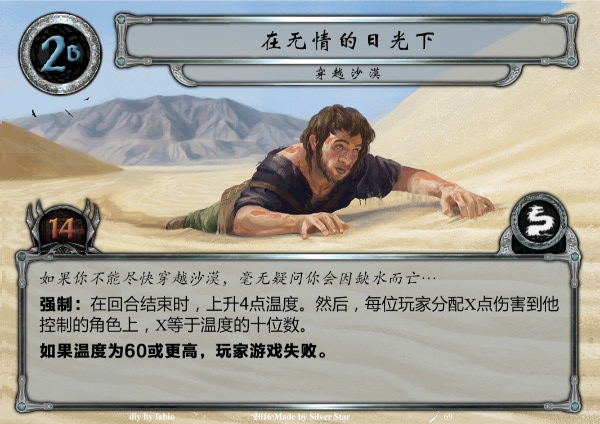 2B
在无情的日光下
穿越沙漠
14
如果你不能尽快穿越沙漠，毫无疑问你会因缺水而亡…
强制：在回合结束时，上升4点温度。然后，每位玩家分配X点伤害到他
控制的角色上，X等于温度的十位数。
如果温度为60或更高，玩家游戏失败。
diy by fabio 2016 Made by Silver Star 69